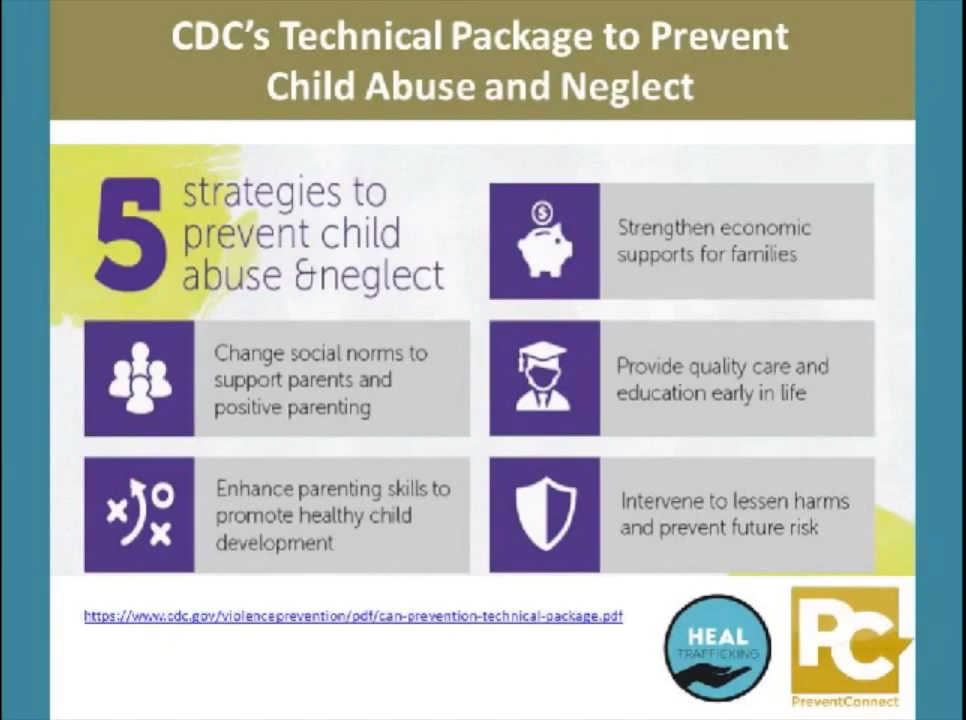 CDC's Technical Package to Prevent
Child Abuse and Neglect
5
strategies to
prevent child
abuse &neglect
Strengthen economic
supports for families
Change social norms to
support parents and
positive parenting
Provide quality care and
education early in life
Enhance parenting skills to
promote healthy child
development
Intervene to lessen harms
and prevent future risk
https://www.cdc.gov/violenceprevention/pdf/can-prevention-technical-package.pdf
HEAL
TRAFFICKING
PC
PreventConnect
$